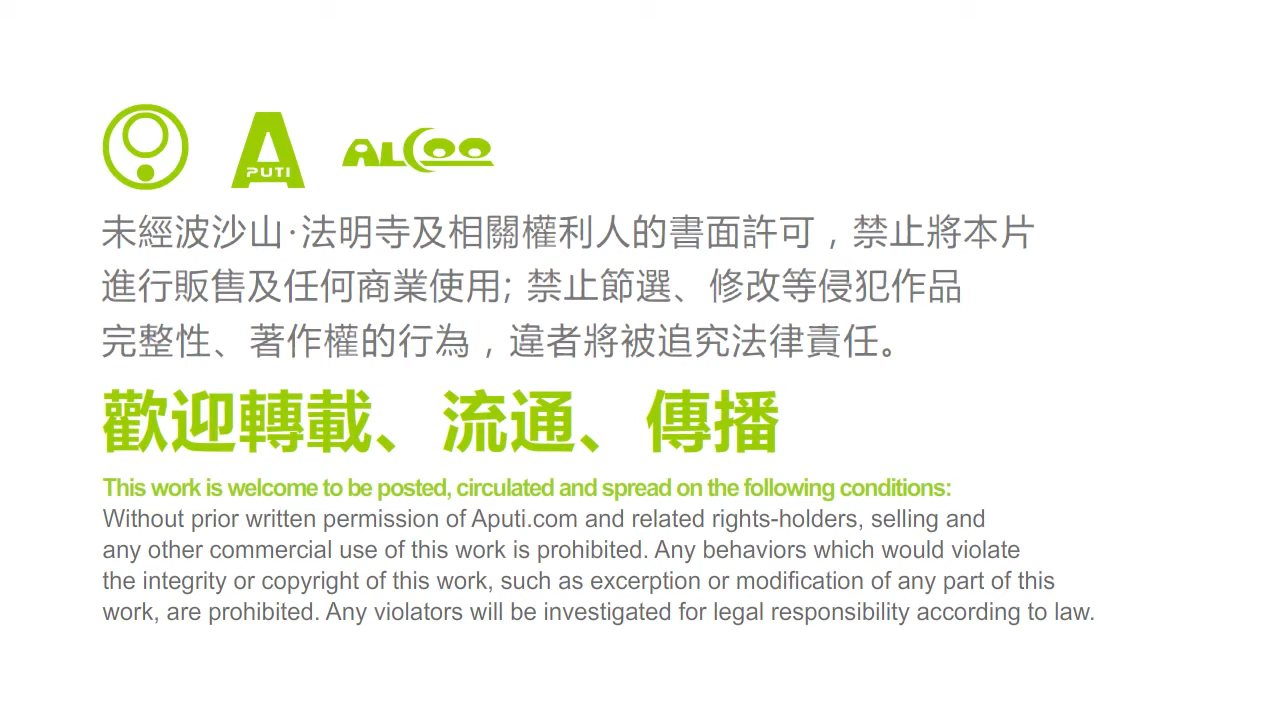 APUTI
ALCOO
未經波沙山·法明寺及相關權利人的書面許可，禁止將本片
進行販售及任何商業使用; 禁止節選、修改等侵犯作品
完整性、著作權的行為，違者將被追究法律責任。
歡迎轉載、流通、傳播
This work is welcome to be posted, circulated and spread on the following conditions:
Without prior written permission of Aputi.com and related rights-holders, selling and
any other commercial use of this work is prohibited. Any behaviors which would violate
the integrity or copyright of this work, such as excerption or modification of any part of this
work, are prohibited. Any violators will be investigated for legal responsibility according to law.